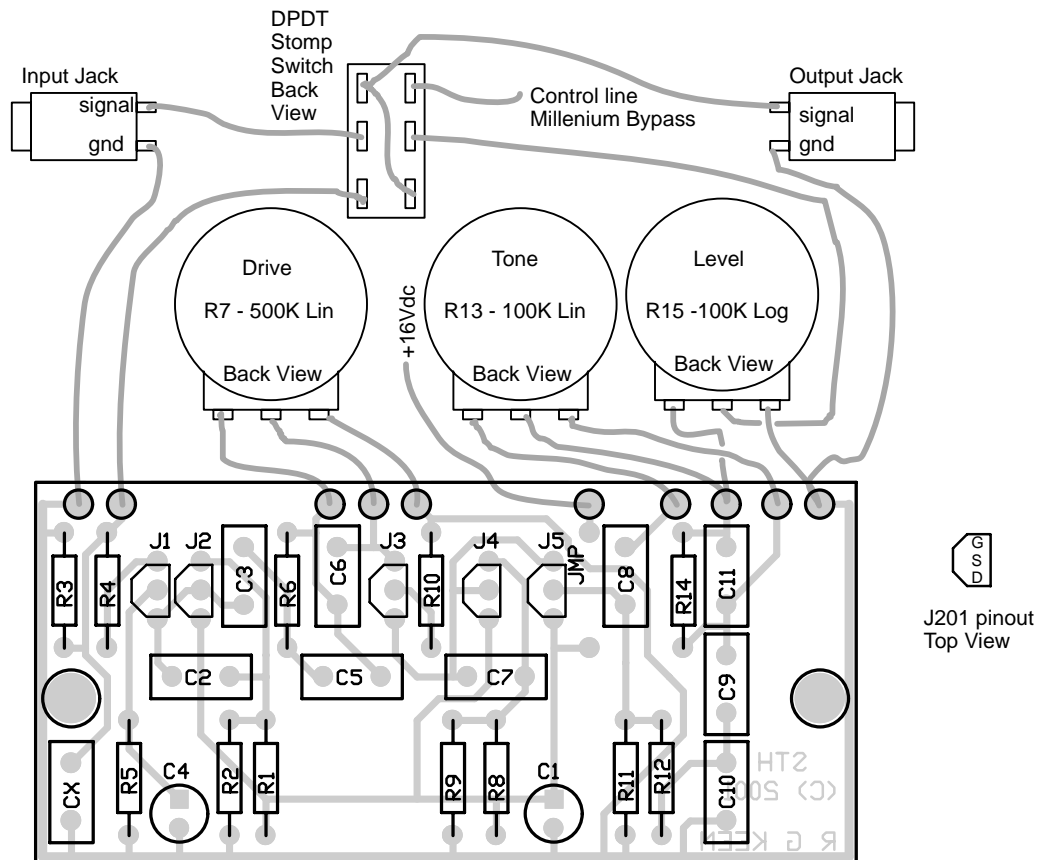 DPDT
Stomp
Switch
Back
View
Input Jack
signal
gnd
Control line
Millenium Bypass
Output Jack
signal
gnd
Drive
R7 - 500K Lin
Back View
+16Vdc
Tone
R13 - 100K Lin
Back View
Level
R15 -100K Log
Back View
R3
R4
J1
J2
C3
R6
C6
J3
R10
J4
J5
JMP
C8
R14
C11
G
S
D
J201 pinout
Top View
C2
C5
C7
C9
CX
R5
C4
R2
R1
R9
R8
C1
R11
R12
C10
STH
(C) 200
R G KEEN